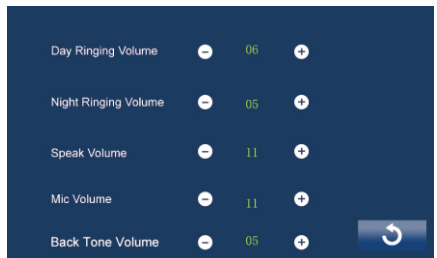 Day Ringing Volume 06
Night Ringing Volume 05
Speak Volume 11
Mic Volume 11
Back Tone Volume 05